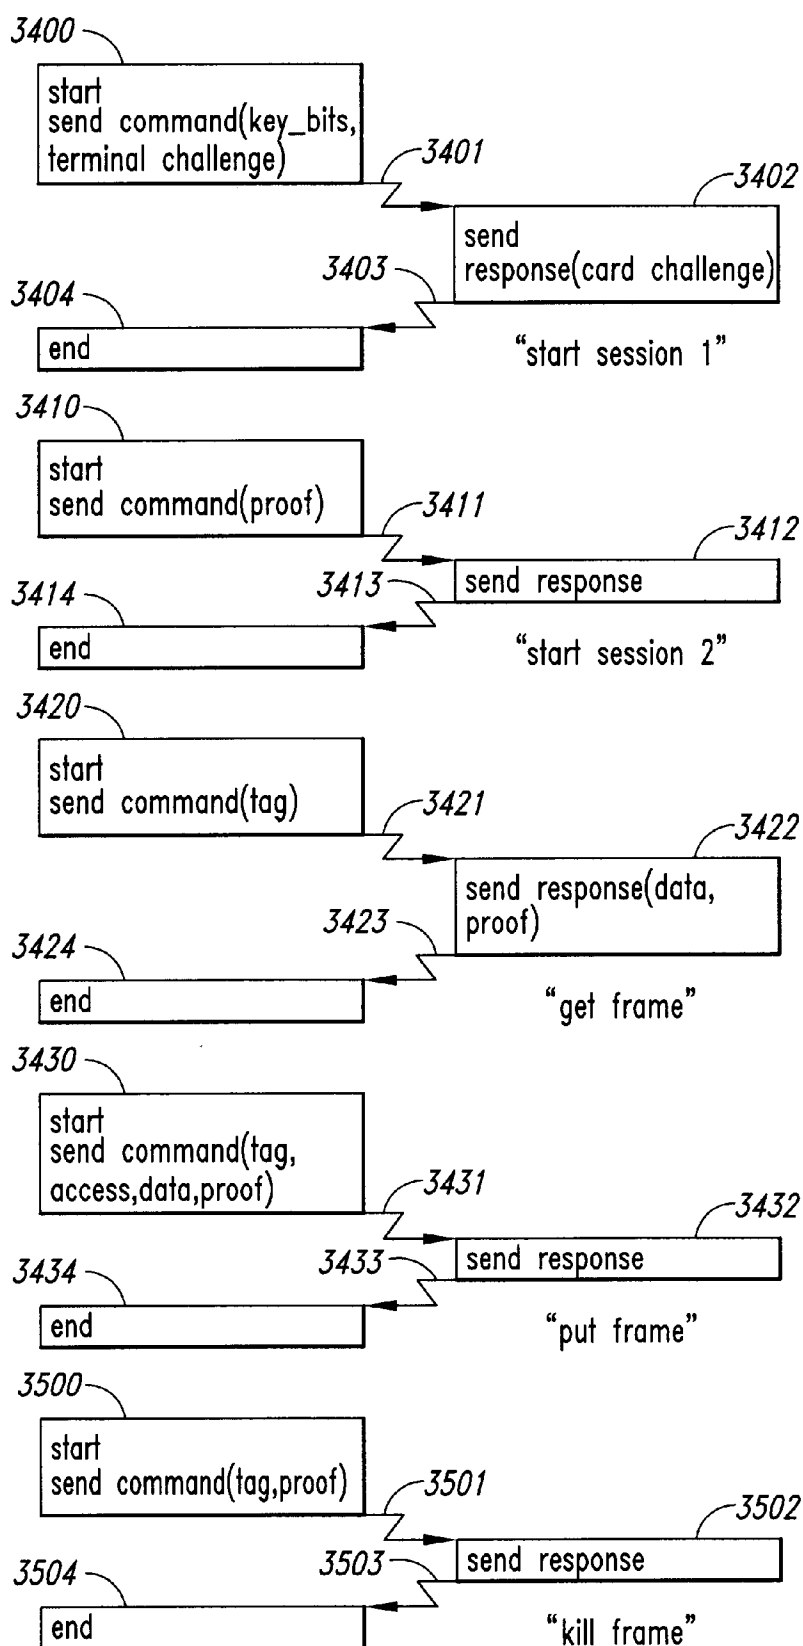 3400
start
send command(key_bits,
terminal challenge)
3401
3402
send
response(card challenge)
3403
3404
end
“start session 1”
3410
start
send command(proof)
3411
3412
send response
3413
3414
end
“start session 2”
3420
start
send command(tag)
3421
3422
send response(data,
proof)
3423
3424
end
“get frame”
3430
start
send command(tag,
access,data,proof)
3431
3432
send response
3433
3434
end
“put frame”
3500
start
send command(tag,proof)
3501
3502
send response
3503
3504
end
“kill frame”